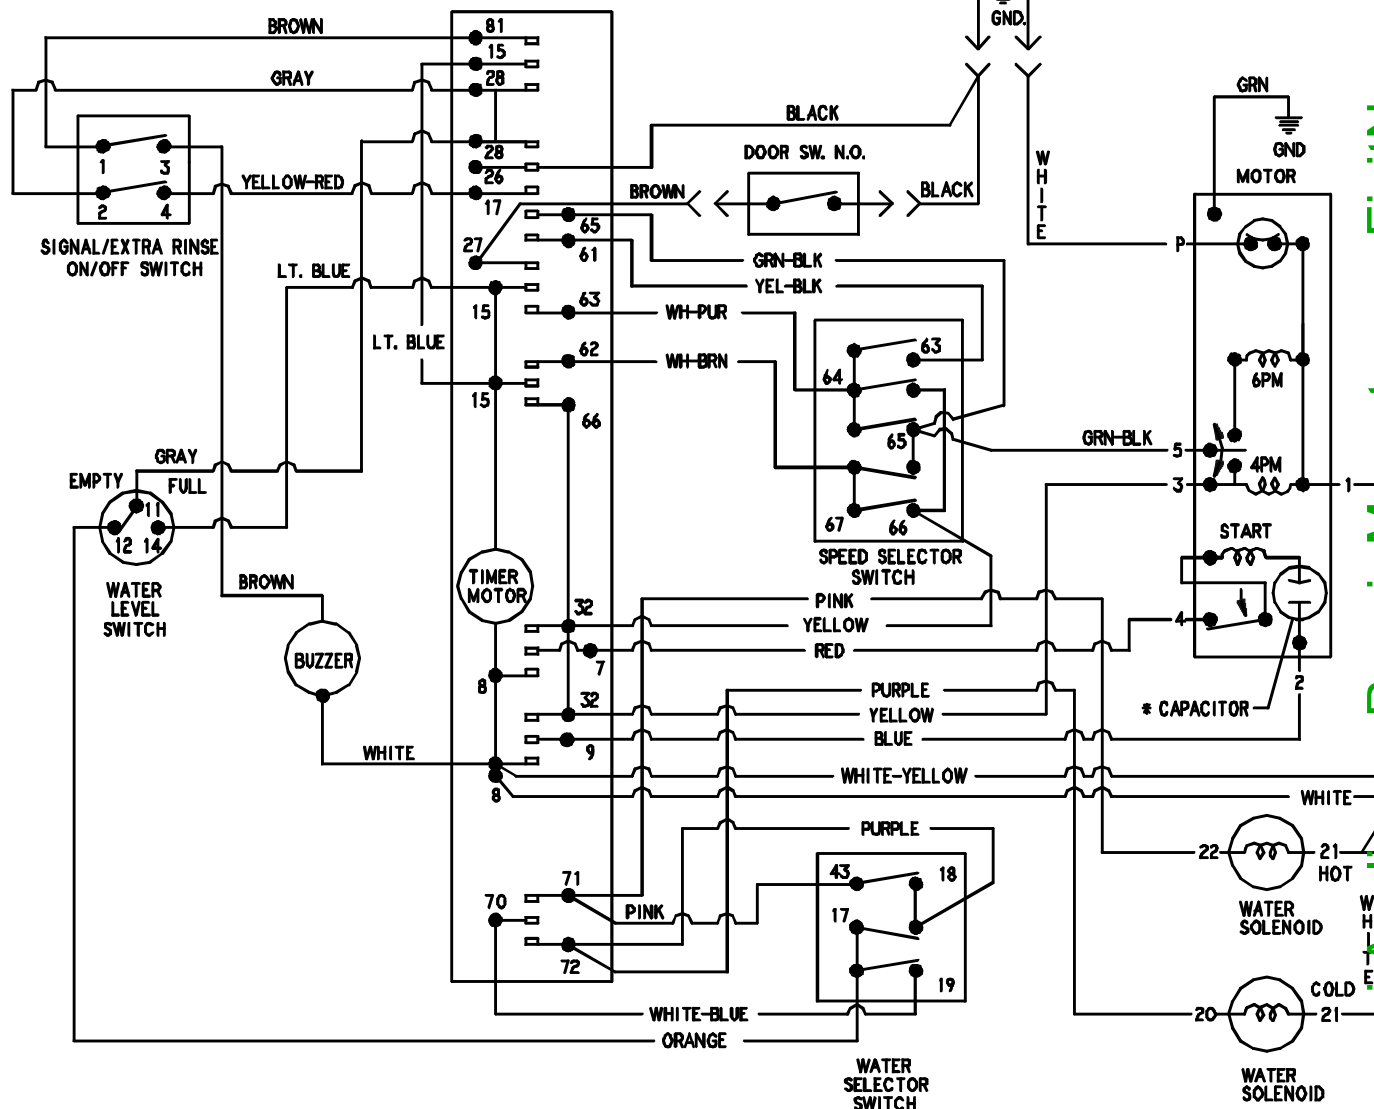 GND.
BROWN
81
15
GRAY
28
GRN
BLACK
GND
28
DOOR SW. N.O.
MOTOR
1
3
26
YELLOW-RED
BROWN
BLACK
WHITE
2
4
17
65
SIGNAL/EXTRA RINSE
ON/OFF SWITCH
27
61
P
GRN-BLK
LT. BLUE
YEL-BLK
63
15
WH-PUR
LT. BLUE
62
63
WH-BRN
64
6PM
15
66
65
GRN-BLK
5
GRAY
4PM
EMPTY
FULL
3
1
11
67
66
12
14
START
SPEED SELECTOR
SWITCH
TIMER
MOTOR
WATER
LEVEL
SWITCH
BROWN
PINK
32
YELLOW
4
RED
BUZZER
7
8
2
PURPLE
32
YELLOW
* CAPACITOR
BLUE
9
WHITE
WHITE-YELLOW
8
WHITE
PURPLE
22
21
HOT
71
43
18
70
PINK
17
WATER
SOLENOID
WHITE
72
19
COLD
WHITE-BLUE
20
21
ORANGE
WATER
SELECTOR
SWITCH
WATER
SOLENOID